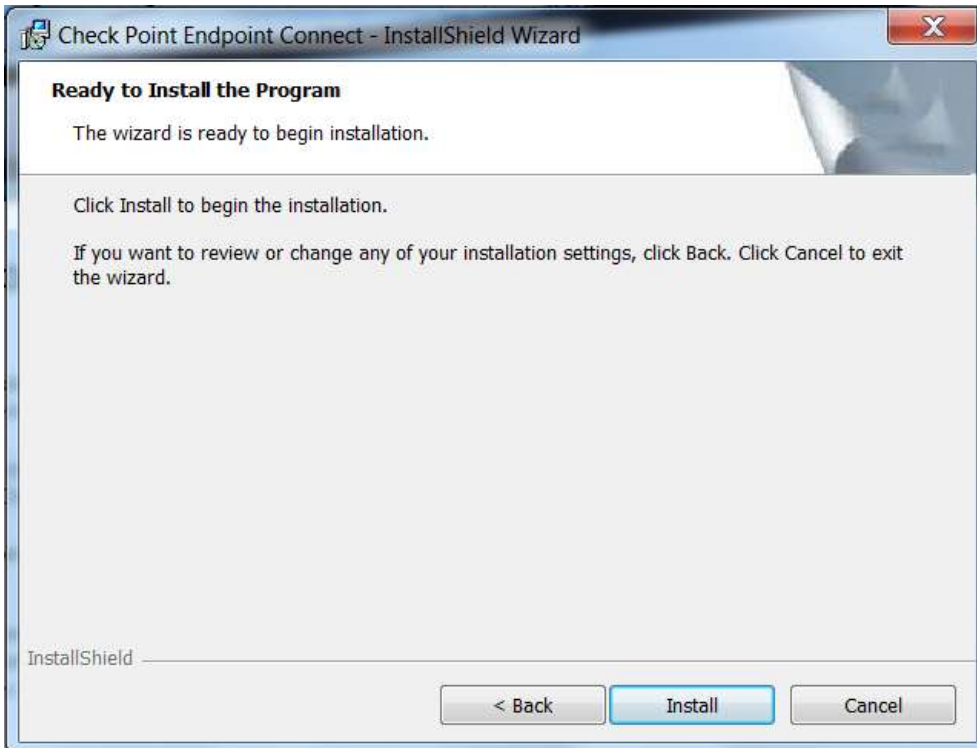 Check Point Endpoint Connect - InstallShield Wizard
Ready to Install the Program
The wizard is ready to begin installation.
Click Install to begin the installation.
If you want to review or change any of your installation settings, click Back. Click Cancel to exit
the wizard.
InstallShield
< Back
Install
Cancel